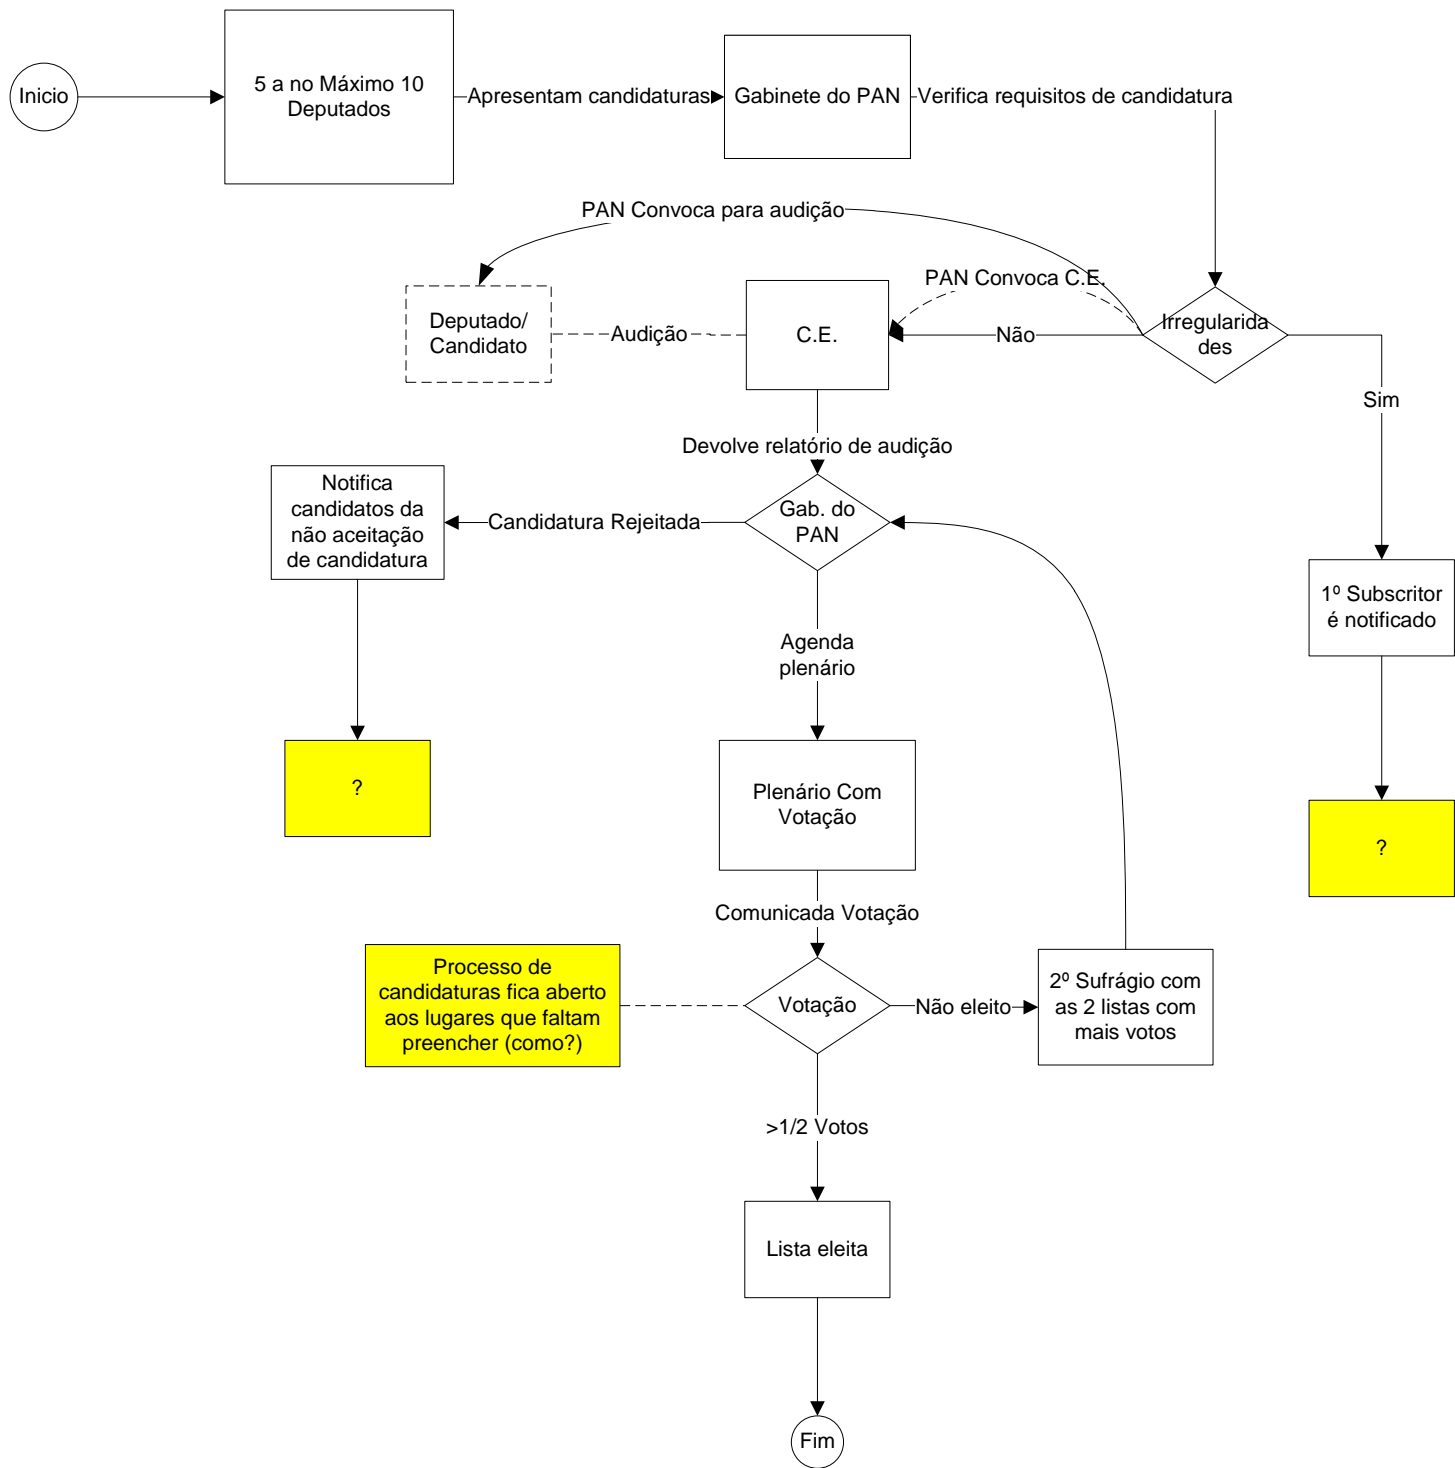 Inicio
5 a no Máximo 10
Deputados
Apresentam candidaturas
Gabinete do PAN
Verifica requisitos de candidatura
PAN Convoca para audição
PAN Convoca C.E.
Deputado/
Candidato
Audição
C.E.
Não
Irregularida
des
Sim
Devolve relatório de audição
Notifica
candidatos da
não aceitação
de candidatura
Candidatura Rejeitada
Gab. do
PAN
1º Subscritor
é notificado
Agenda
plenário
?
Plenário Com
Votação
?
Comunicada Votação
Processo de
candidaturas fica aberto
aos lugares que faltam
preencher (como?)
Votação
Não eleito
2º Sufrágio com
as 2 listas com
mais votos
>1/2 Votos
Lista eleita
Fim